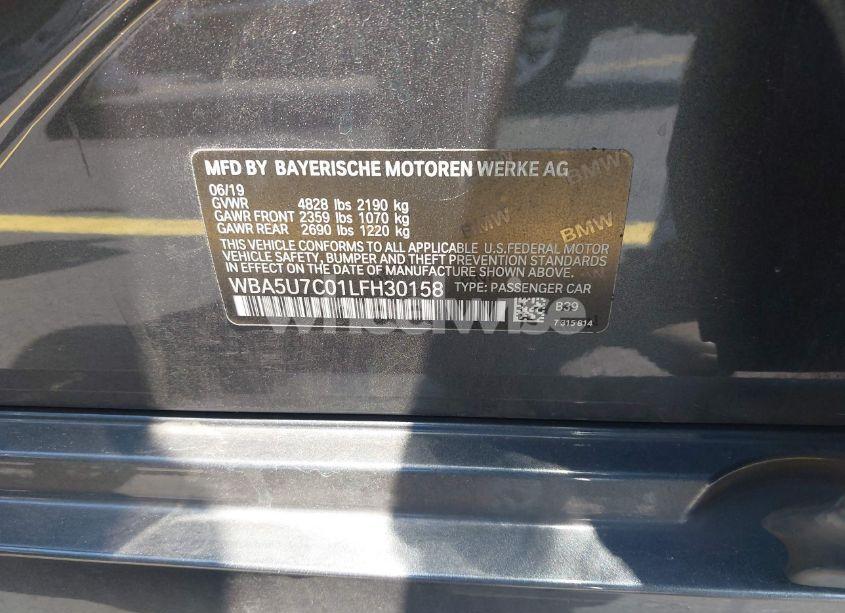 MFD BY BAYERISCHE MOTOREN WERKE AG
06/19
GVWR 4828 lbs 2190 kg
GAWR FRONT 2359 lbs 1070 kg
GAWR REAR 2690 lbs 1220 kg
THIS VEHICLE CONFORMS TO ALL APPLICABLE U.S.FEDERAL MOTOR
VEHICLE SAFETY, BUMPER AND THEFT PREVENTION STANDARDS
IN EFFECT ON THE DATE OF MANUFACTURE SHOWN ABOVE.
WBA5U7C01LFH30158 TYPE: PASSENGER CAR
B39
7 315 814
BMW
BMW
BMW
wheelwise